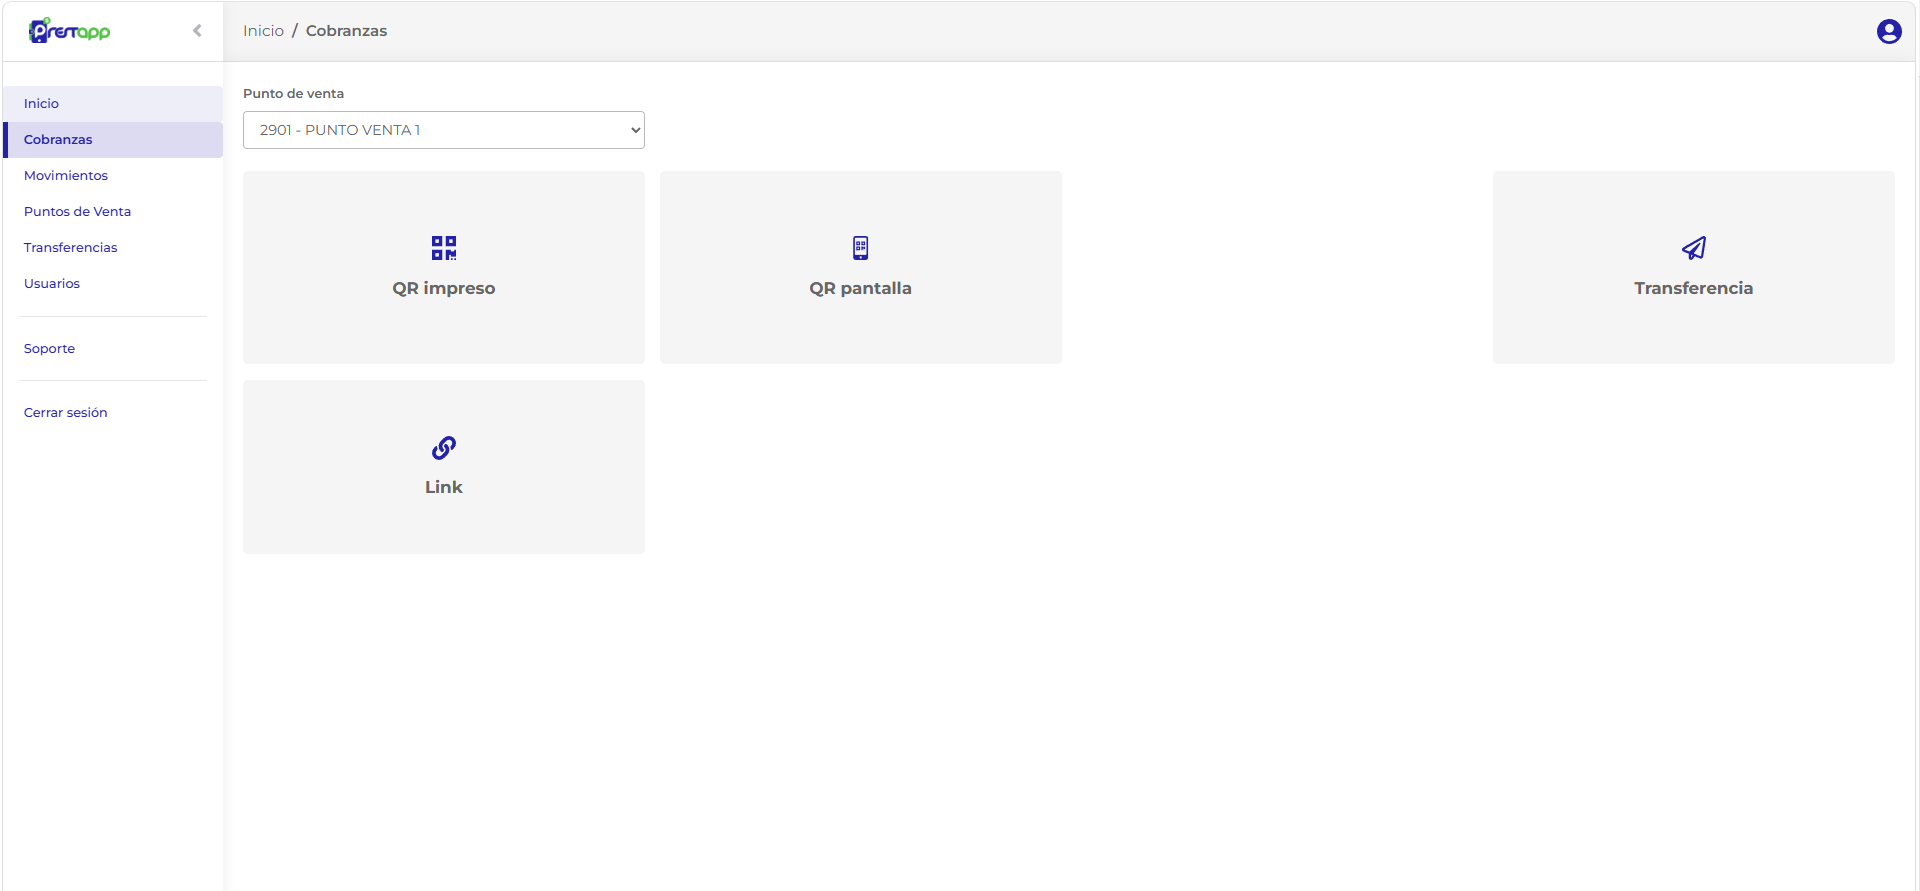 Prestapp
Inicio / Cobranzas
Inicio
Cobranzas
Movimientos
Puntos de Venta
Transferencias
Usuarios
Soporte
Cerrar sesión
Punto de venta
2901 - PUNTO VENTA 1
QR impreso
QR pantalla
Transferencia
Link